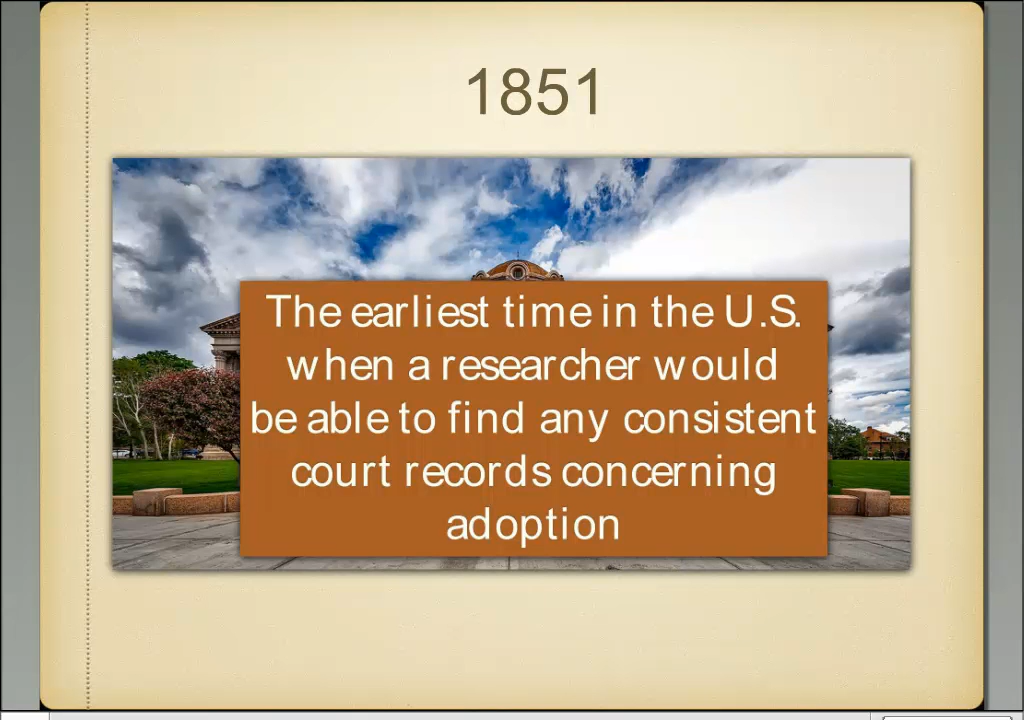 1851
The earliest time in the U.S.
when a researcher would
be able to find any consistent
court records concerning
adoption